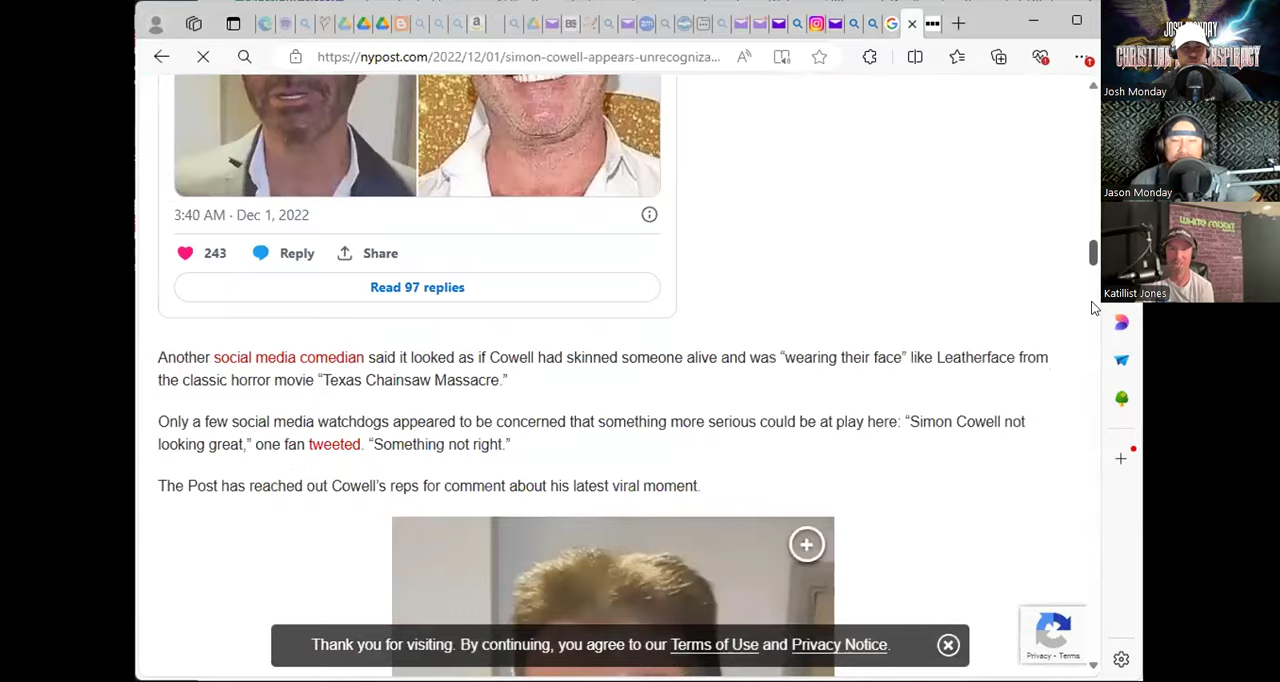 https://nypost.com/2022/12/01/simon-cowell-appears-unrecogniza...
JOSH MONDAY
Josh Monday
Jason Monday
WHITE RABBIT
Katillist Jones
3:40 AM · Dec 1, 2022
243 Reply Share
Read 97 replies
Another social media comedian said it looked as if Cowell had skinned someone alive and was “wearing their face” like Leatherface from
the classic horror movie “Texas Chainsaw Massacre.”
Only a few social media watchdogs appeared to be concerned that something more serious could be at play here: “Simon Cowell not
looking great,” one fan tweeted. “Something not right.”
The Post has reached out Cowell’s reps for comment about his latest viral moment.
Thank you for visiting. By continuing, you agree to our Terms of Use and Privacy Notice.
Privacy - Terms